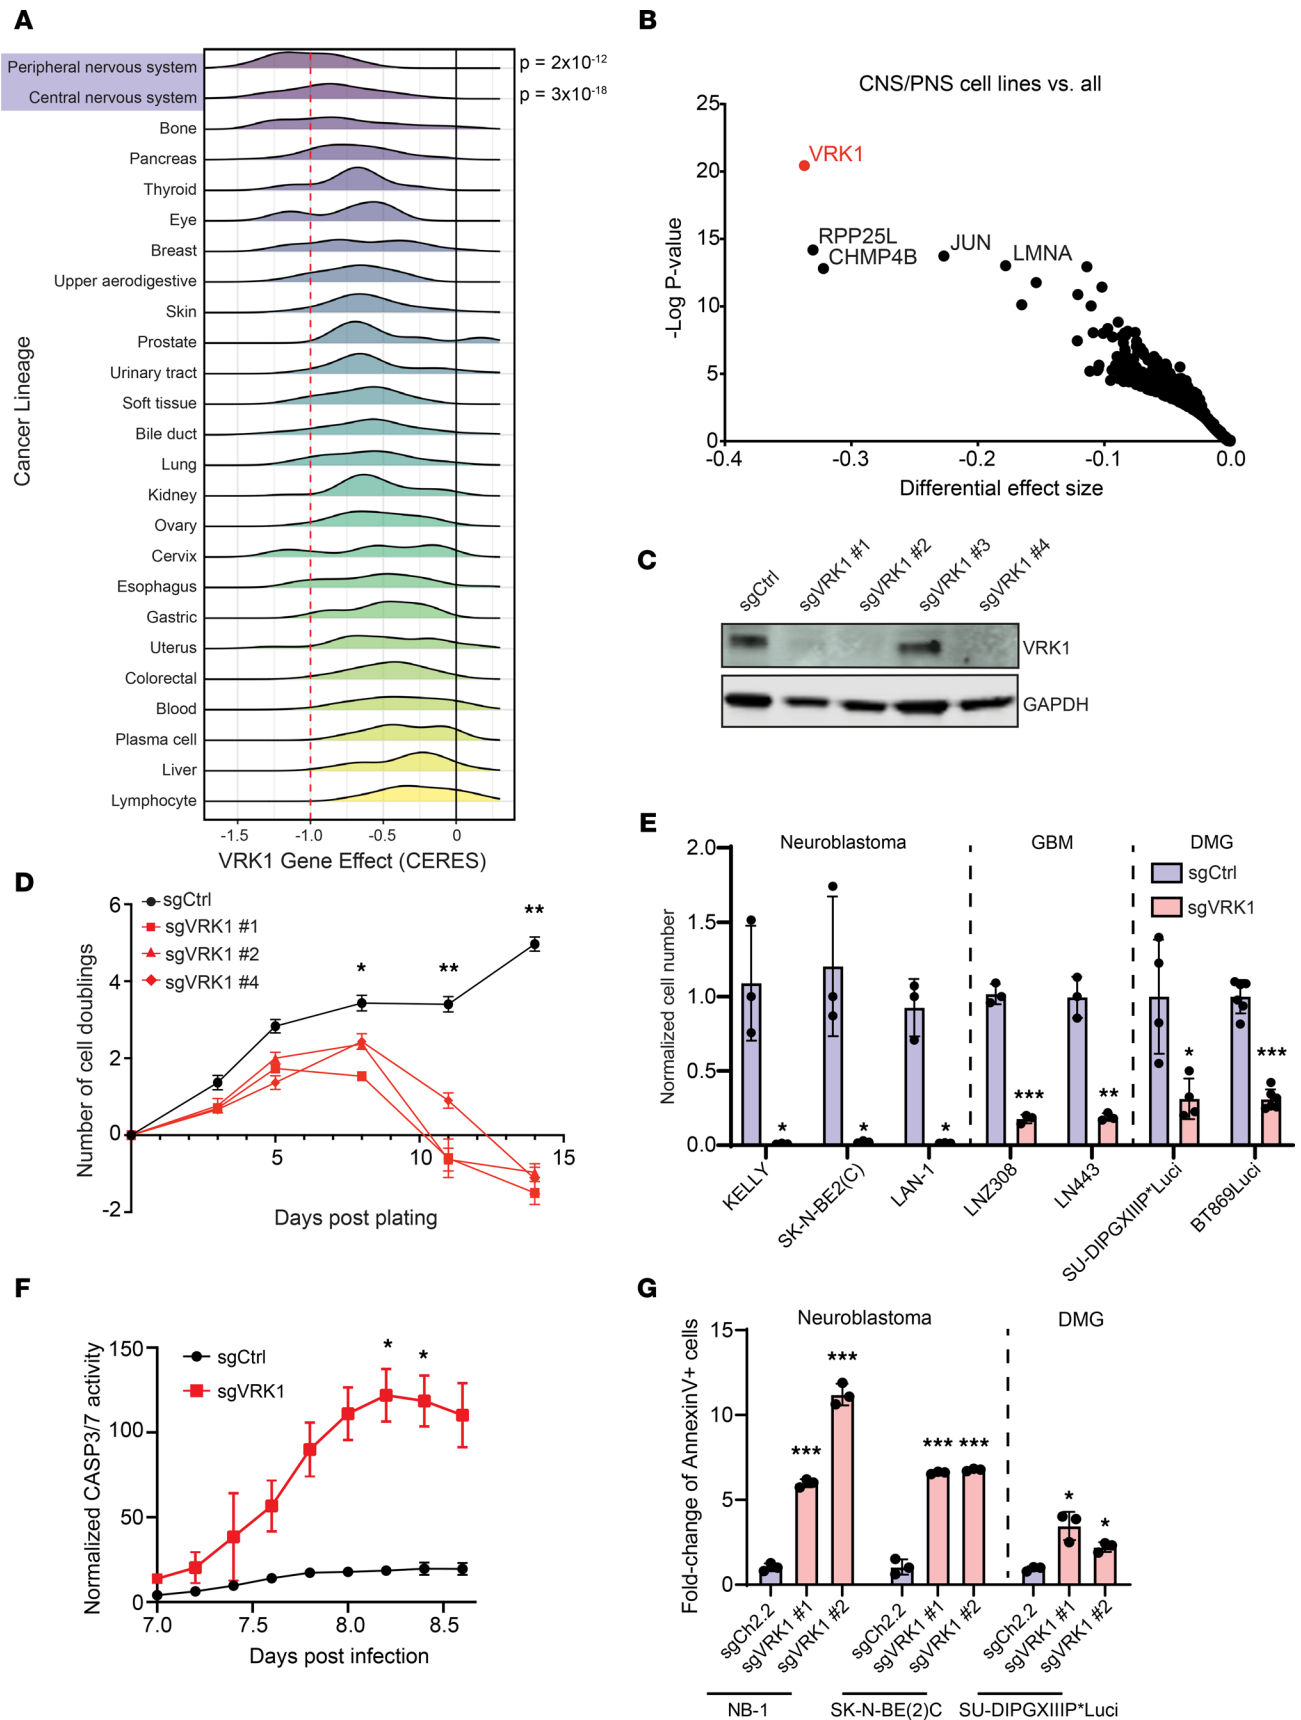 A
Peripheral nervous system
Central nervous system
Bone
Pancreas
Thyroid
Eye
Breast
Upper aerodigestive
Skin
Prostate
Urinary tract
Soft tissue
Bile duct
Lung
Kidney
Ovary
Cervix
Esophagus
Gastric
Uterus
Colorectal
Blood
Plasma cell
Liver
Lymphocyte
Cancer Lineage
p = 2x10-12
p = 3x10-18
-1.5 -1.0 -0.5 0
VRK1 Gene Effect (CERES)
B
CNS/PNS cell lines vs. all
25
20
15
10
5
0
-Log P-value
VRK1
RPP25L
CHMP4B
JUN
LMNA
-0.4 -0.3 -0.2 -0.1 0.0
Differential effect size
C
sgCtrl
sgVRK1 #1
sgVRK1 #2
sgVRK1 #3
sgVRK1 #4
VRK1
GAPDH
D
sgCtrl
sgVRK1 #1
sgVRK1 #2
sgVRK1 #4
6
4
2
0
-2
Number of cell doublings
* ** **
5 10 15
Days post plating
E
Neuroblastoma GBM DMG
sgCtrl
sgVRK1
2.0
1.5
1.0
0.5
0.0
Normalized cell number
* * * *** ** * ***
KELLY
SK-N-BE2(C)
LAN-1
LNZ308
LN443
SU-DIPGXIIIP*Luci
BT869Luci
F
sgCtrl
sgVRK1
150
100
50
0
Normalized CASP3/7 activity
* *
7.0 7.5 8.0 8.5
Days post infection
G
Neuroblastoma DMG
15
10
5
0
Fold-change of AnnexinV+ cells
*** *** *** *** * *
sgCh2.2
sgVRK1 #1
sgVRK1 #2
sgCh2.2
sgVRK1 #1
sgVRK1 #2
sgCh2.2
sgVRK1 #1
sgVRK1 #2
NB-1 SK-N-BE(2)C SU-DIPGXIIIP*Luci